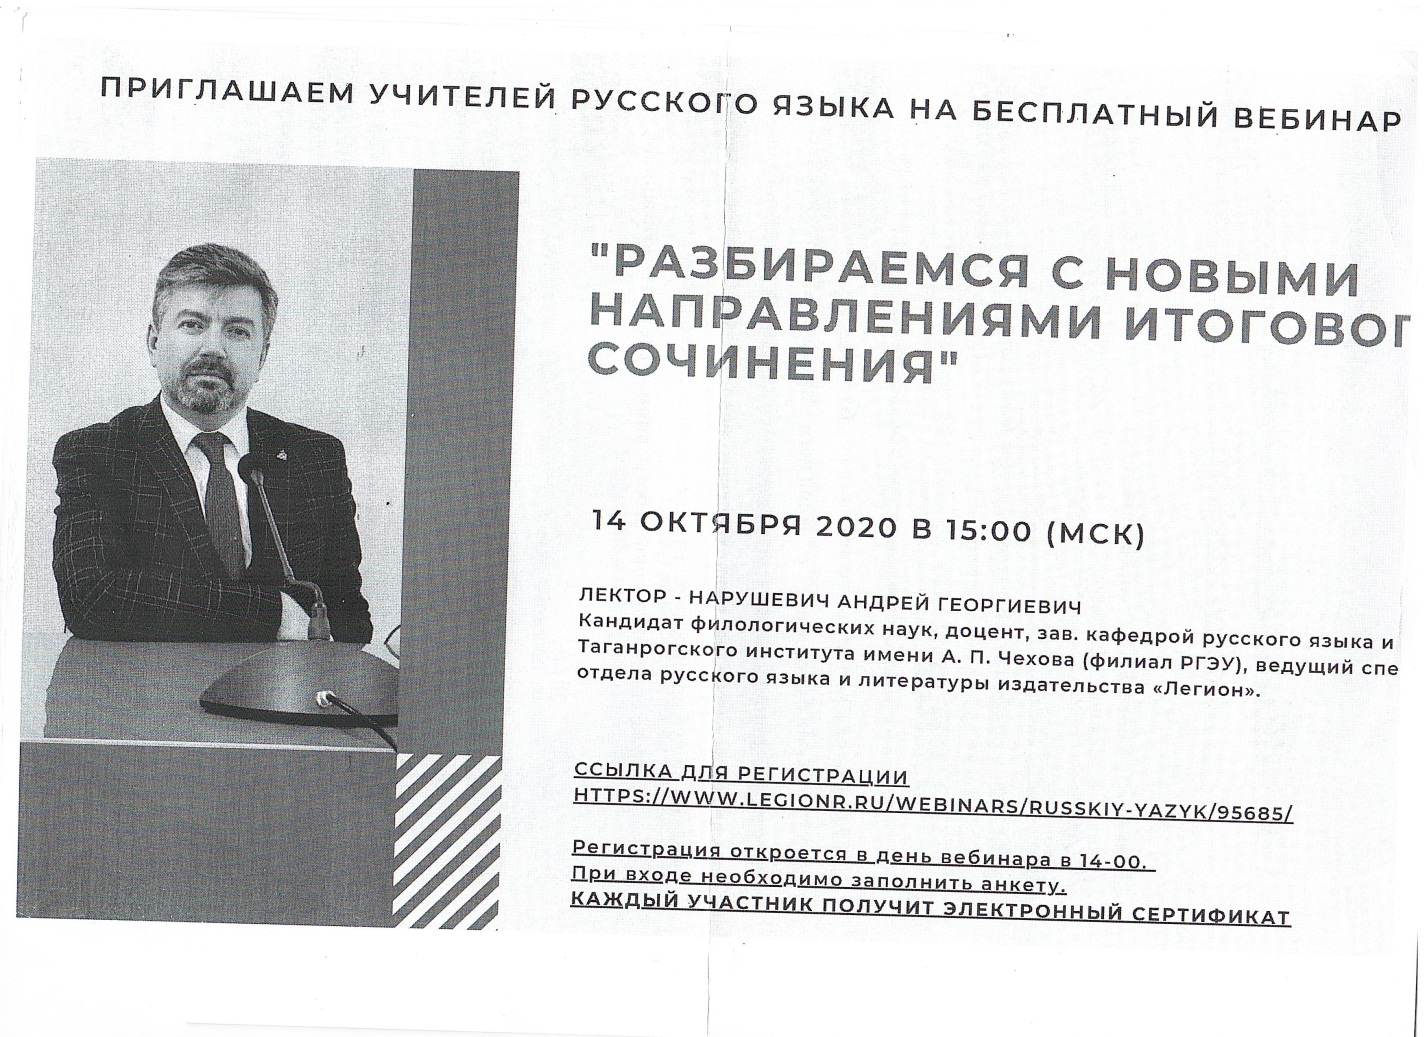 ПРИГЛАШАЕМ УЧИТЕЛЕЙ РУССКОГО ЯЗЫКА НА БЕСПЛАТНЫЙ ВЕБИНАР
"РАЗБИРАЕМСЯ С НОВЫМИ
НАПРАВЛЕНИЯМИ ИТОГОВОГ
СОЧИНЕНИЯ"
14 ОКТЯБРЯ 2020 В 15:00 (МСК)
ЛЕКТОР - НАРУШЕВИЧ АНДРЕЙ ГЕОРГИЕВИЧ
Кандидат филологических наук, доцент, зав. кафедрой русского языка и
Таганрогского института имени А. П. Чехова (филиал РГЭУ), ведущий спе
отдела русского языка и литературы издательства «Легион».
ССЫЛКА ДЛЯ РЕГИСТРАЦИИ
HTTPS://WWW.LEGIONR.RU/WEBINARS/RUSSKIY-YAZYK/95685/
Регистрация откроется в день вебинара в 14-00.
При входе необходимо заполнить анкету.
КАЖДЫЙ УЧАСТНИК ПОЛУЧИТ ЭЛЕКТРОННЫЙ СЕРТИФИКАТ